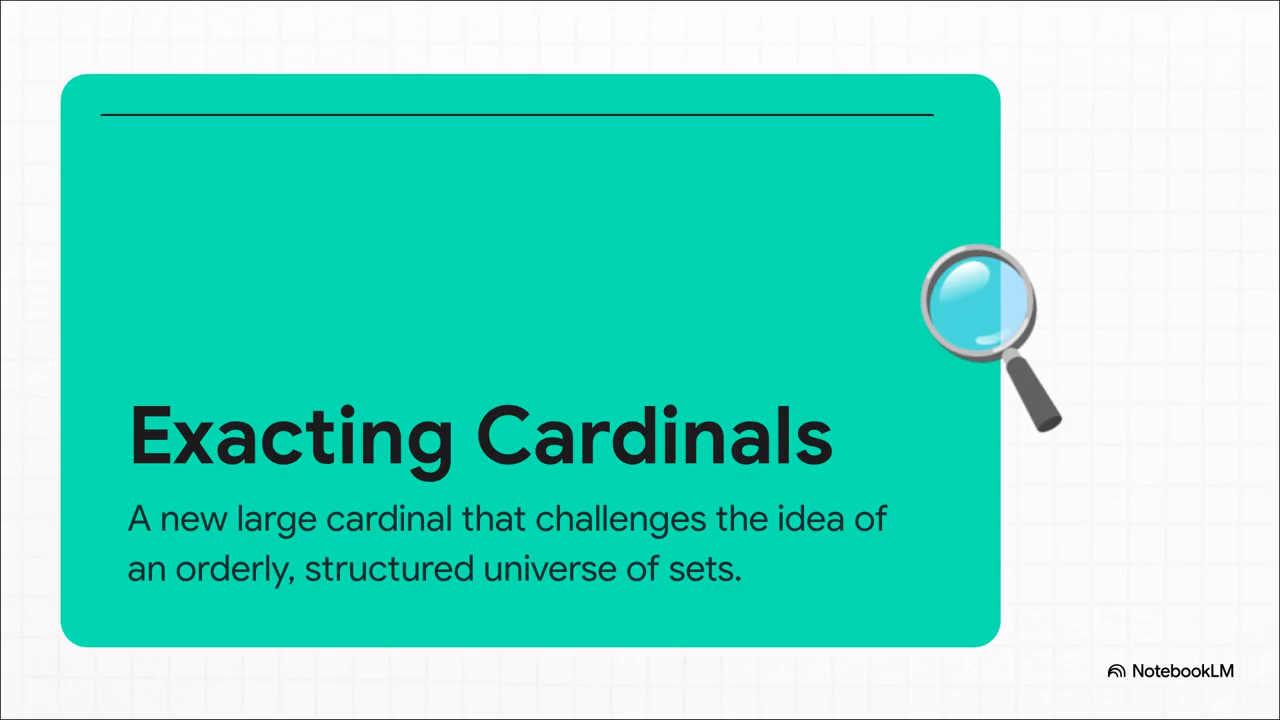 Exacting Cardinals
A new large cardinal that challenges the idea of
an orderly, structured universe of sets.
NotebookLM